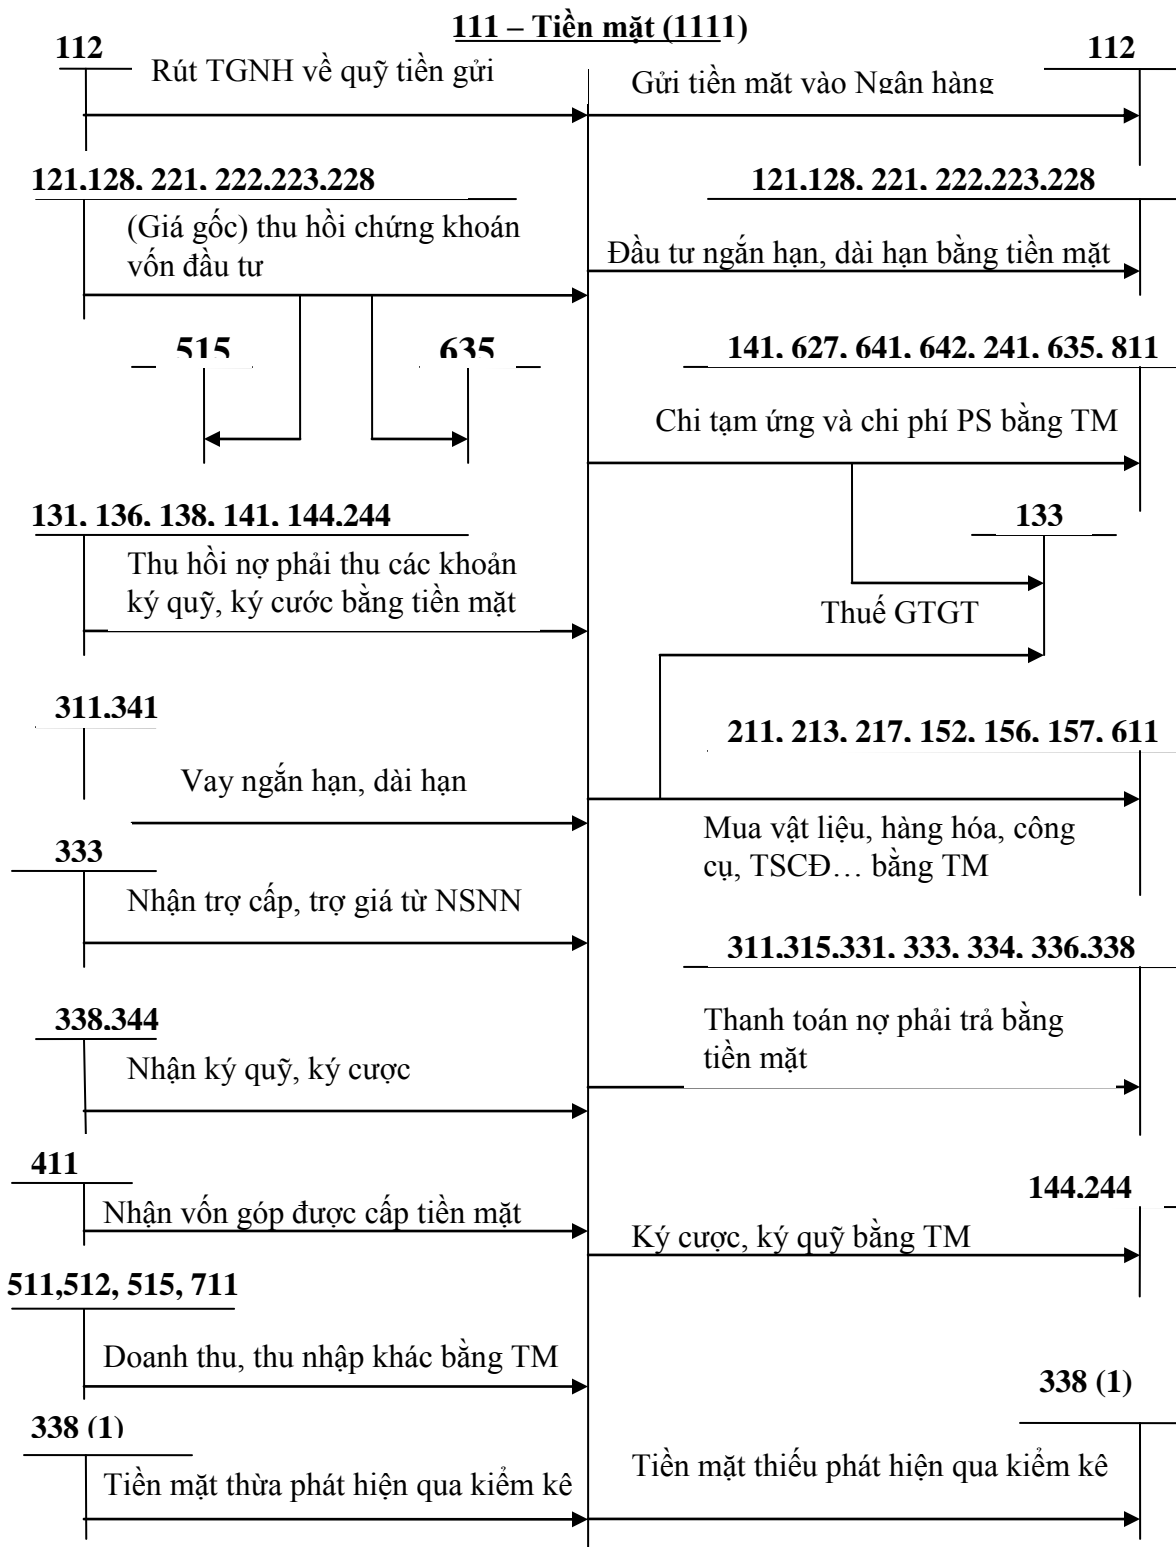 111 – Tiền mặt (1111)
112
Rút TGNH về quỹ tiền gửi
112
Gửi tiền mặt vào Ngân hàng
121,128, 221, 222,223,228
(Giá gốc) thu hồi chứng khoán
vốn đầu tư
121,128, 221, 222,223,228
Đầu tư ngắn hạn, dài hạn bằng tiền mặt
515
635
141, 627, 641, 642, 241, 635, 811
Chi tạm ứng và chi phí PS bằng TM
131, 136, 138, 141, 144,244
Thu hồi nợ phải thu các khoản
ký quỹ, ký cước bằng tiền mặt
133
Thuế GTGT
311,341
Vay ngắn hạn, dài hạn
211, 213, 217, 152, 156, 157, 611
Mua vật liệu, hàng hóa, công
cụ, TSCĐ… bằng TM
333
Nhận trợ cấp, trợ giá từ NSNN
311,315,331, 333, 334, 336,338
Thanh toán nợ phải trả bằng
tiền mặt
338,344
Nhận ký quỹ, ký cược
411
Nhận vốn góp được cấp tiền mặt
144,244
Ký cược, ký quỹ bằng TM
511,512, 515, 711
Doanh thu, thu nhập khác bằng TM
338 (1)
Tiền mặt thiếu phát hiện qua kiểm kê
338 (1)
Tiền mặt thừa phát hiện qua kiểm kê